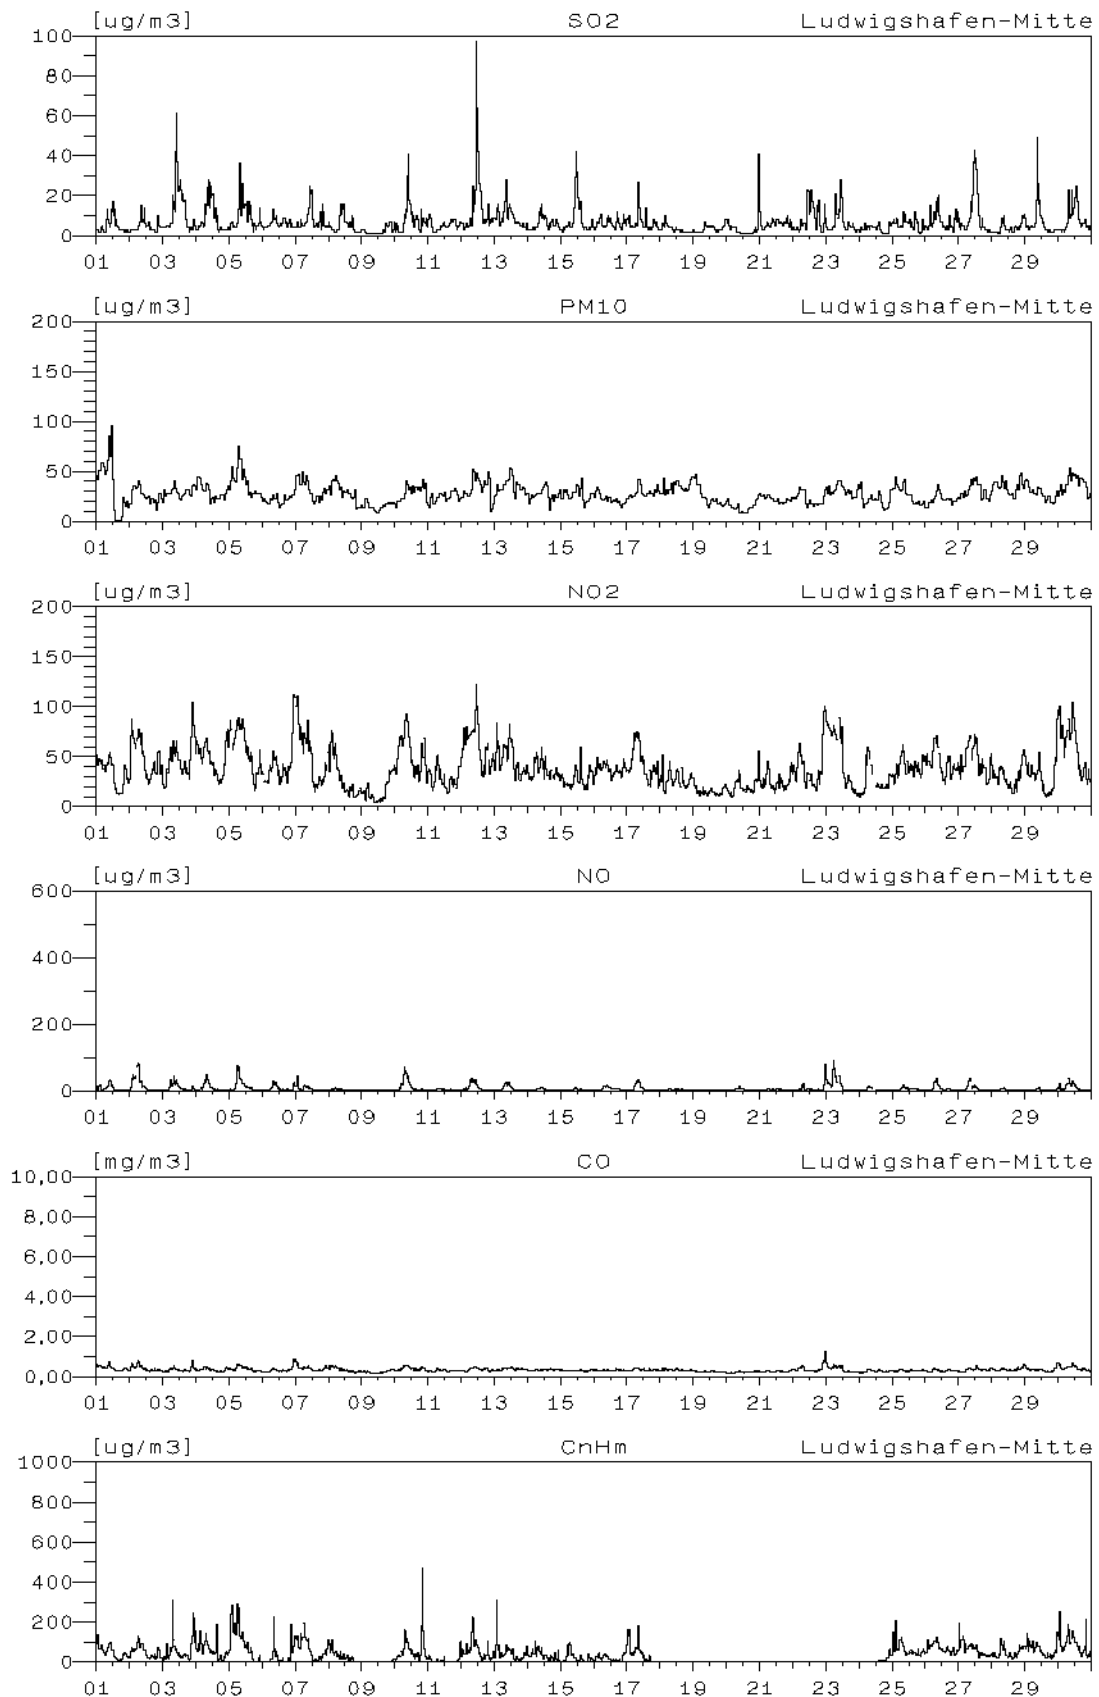 [ug/m3] SO2 Ludwigshafen-Mitte
100
80
60
40
20
0
01 03 05 07 09 11 13 15 17 19 21 23 25 27 29
[ug/m3] PM10 Ludwigshafen-Mitte
200
150
100
50
0
01 03 05 07 09 11 13 15 17 19 21 23 25 27 29
[ug/m3] NO2 Ludwigshafen-Mitte
200
150
100
50
0
01 03 05 07 09 11 13 15 17 19 21 23 25 27 29
[ug/m3] NO Ludwigshafen-Mitte
600
400
200
0
01 03 05 07 09 11 13 15 17 19 21 23 25 27 29
[mg/m3] CO Ludwigshafen-Mitte
10,00
8,00
6,00
4,00
2,00
0,00
01 03 05 07 09 11 13 15 17 19 21 23 25 27 29
[ug/m3] CnHm Ludwigshafen-Mitte
1000
800
600
400
200
0
01 03 05 07 09 11 13 15 17 19 21 23 25 27 29